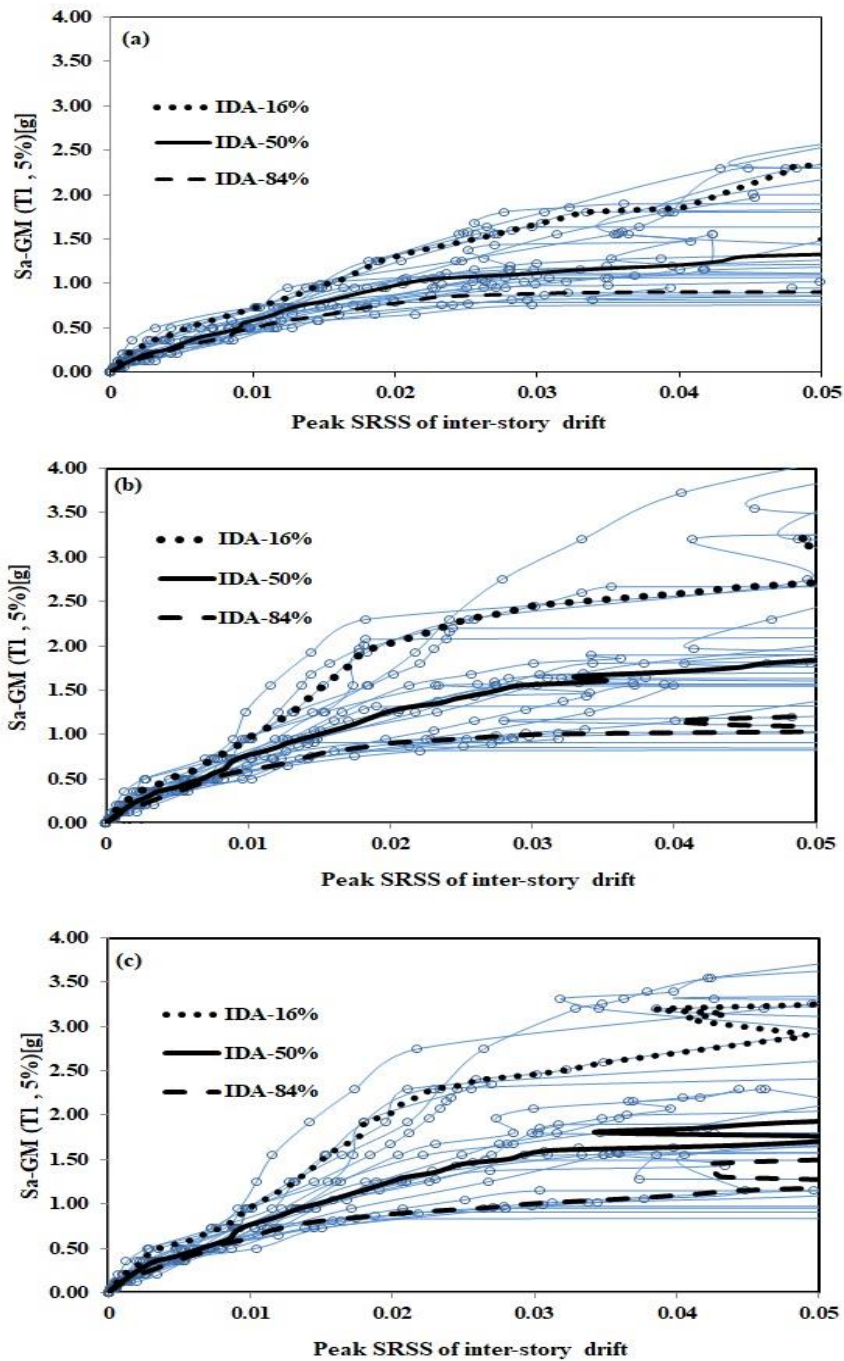 (a)
4.00
3.50
3.00
2.50
2.00
1.50
1.00
0.50
0.00
Sa-GM (T1 , 5%)[g]
IDA-16%
IDA-50%
IDA-84%
0 0.01 0.02 0.03 0.04 0.05
Peak SRSS of inter-story drift
(b)
4.00
3.50
3.00
2.50
2.00
1.50
1.00
0.50
0.00
Sa-GM (T1 , 5%)[g]
IDA-16%
IDA-50%
IDA-84%
0 0.01 0.02 0.03 0.04 0.05
Peak SRSS of inter-story drift
(c)
4.00
3.50
3.00
2.50
2.00
1.50
1.00
0.50
0.00
Sa-GM (T1 , 5%)[g]
IDA-16%
IDA-50%
IDA-84%
0 0.01 0.02 0.03 0.04 0.05
Peak SRSS of inter-story drift